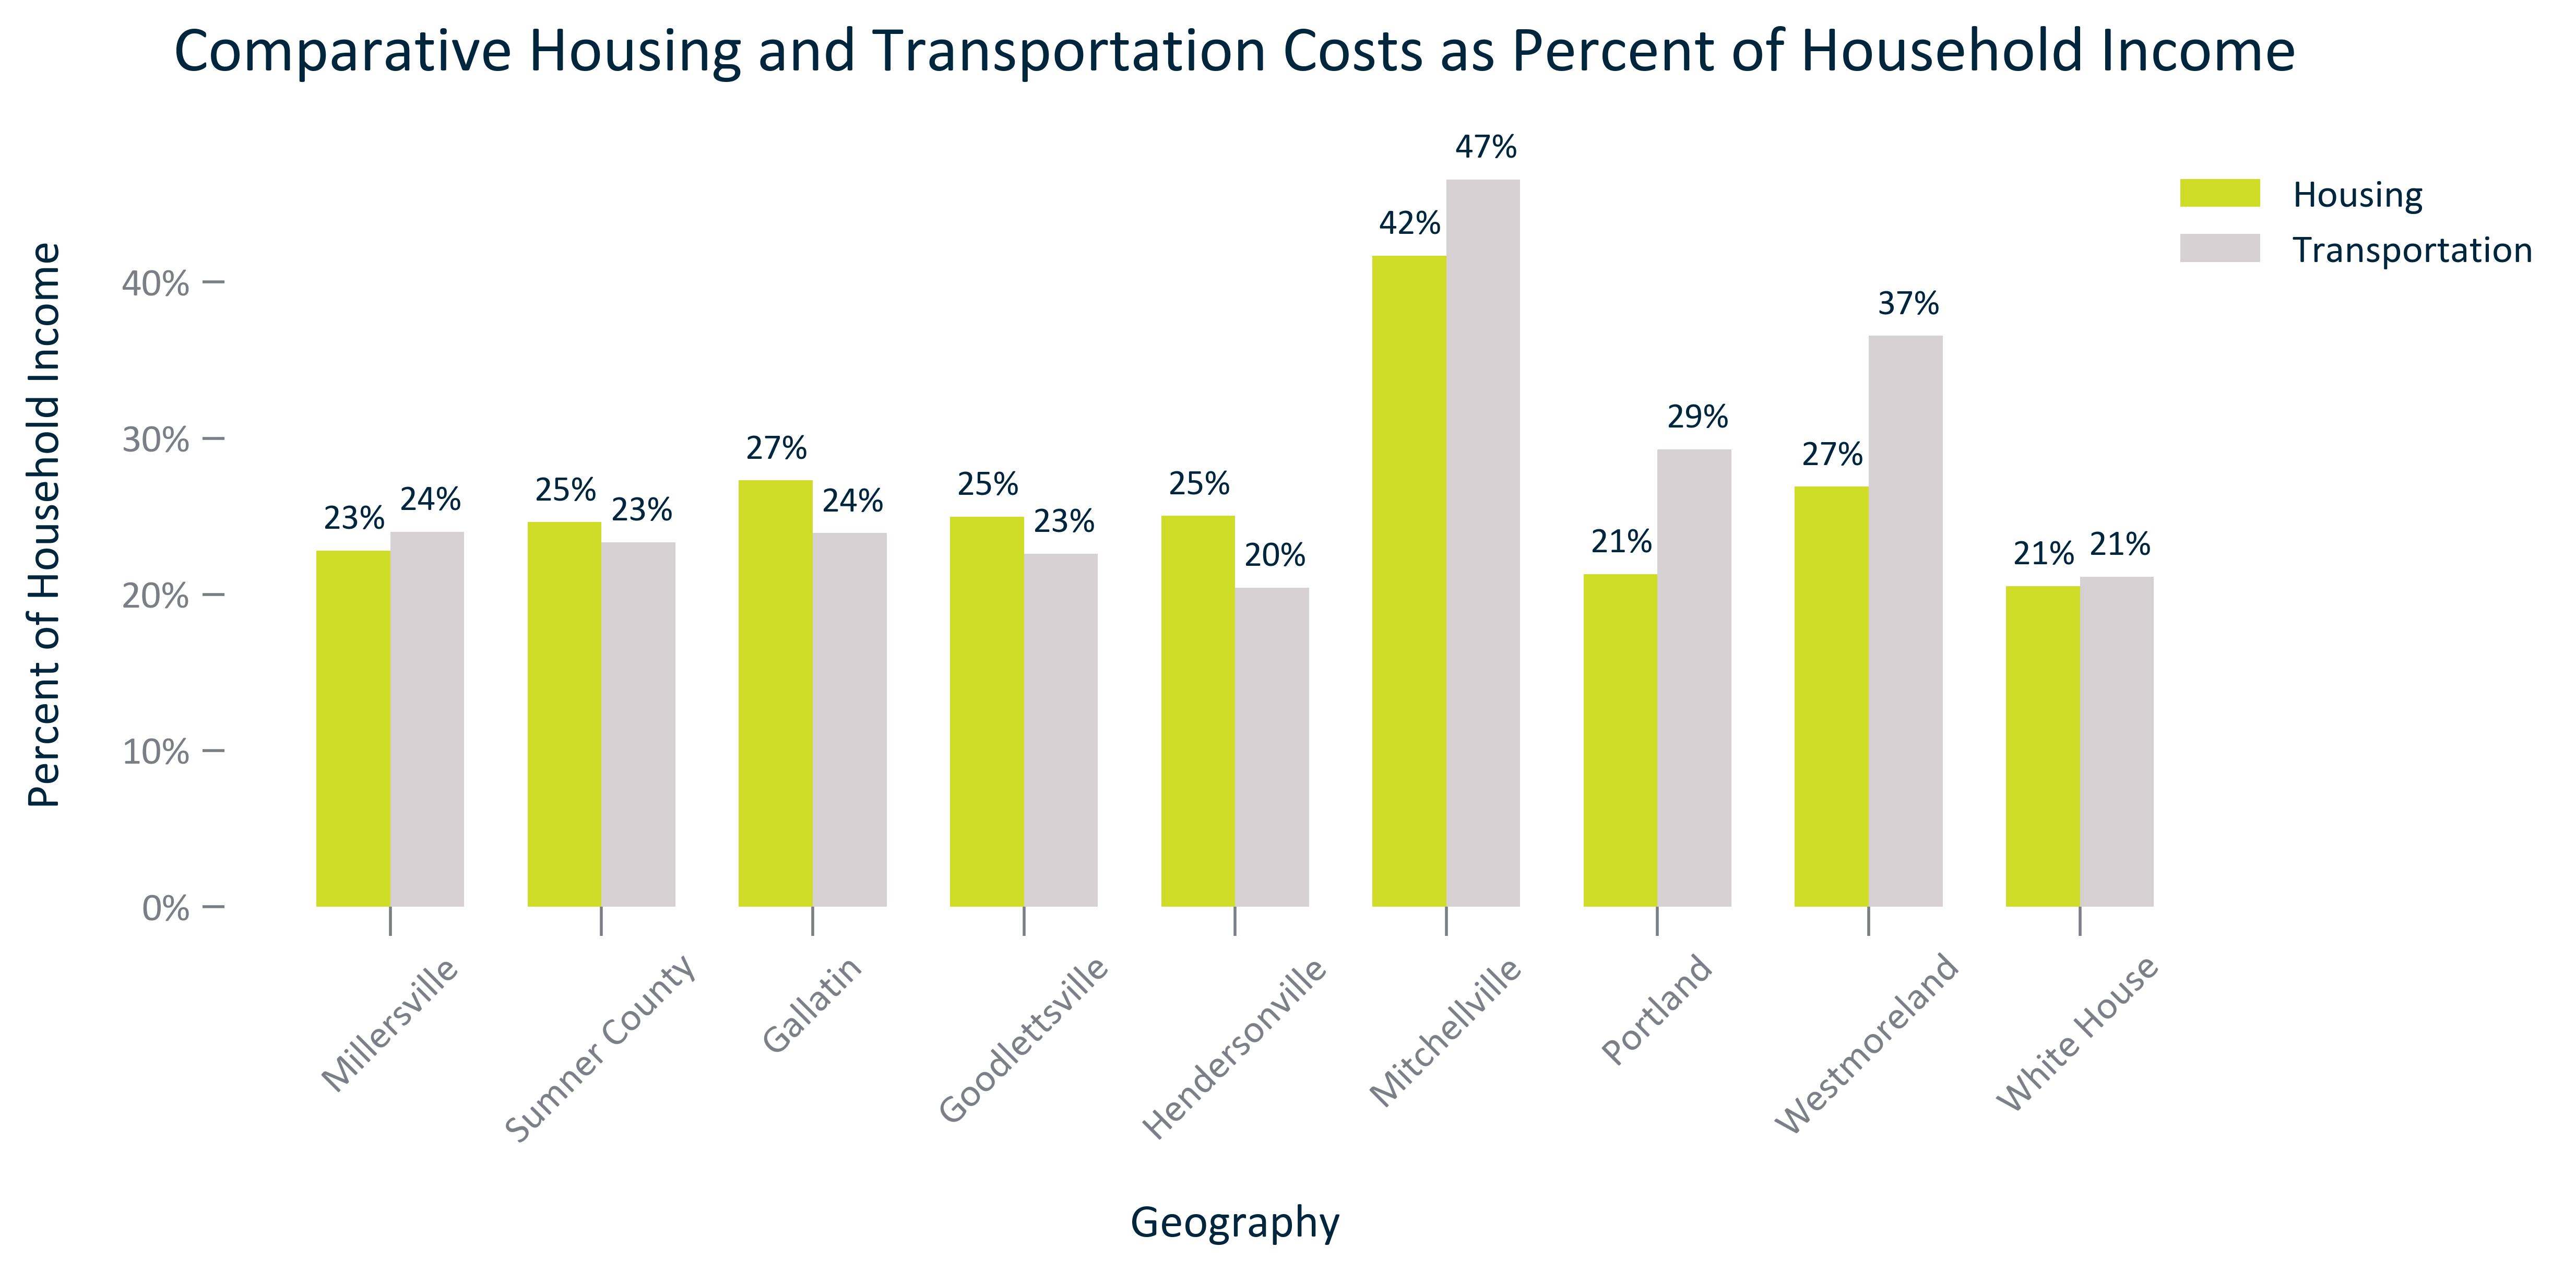 Comparative Housing and Transportation Costs as Percent of Household Income
Housing
Transportation
Percent of Household Income
40%
30%
20%
10%
0%
23%
24%
25%
23%
27%
24%
25%
23%
25%
20%
42%
47%
21%
29%
27%
37%
21%
21%
Millersville
Sumner County
Gallatin
Goodlettsville
Hendersonville
Mitchellville
Portland
Westmoreland
White House
Geography